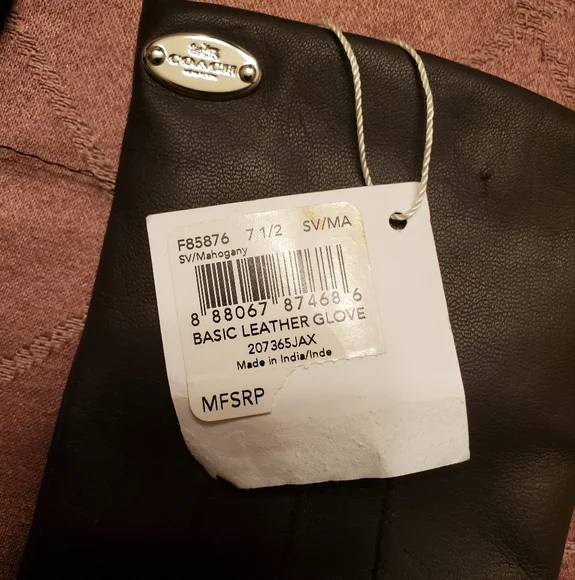 COACH
F85876 7 1/2 SV/MA
SV/Mahogany
8 88067 87468 6
BASIC LEATHER GLOVE
207365JAX
Made in India/Inde
MFSRP